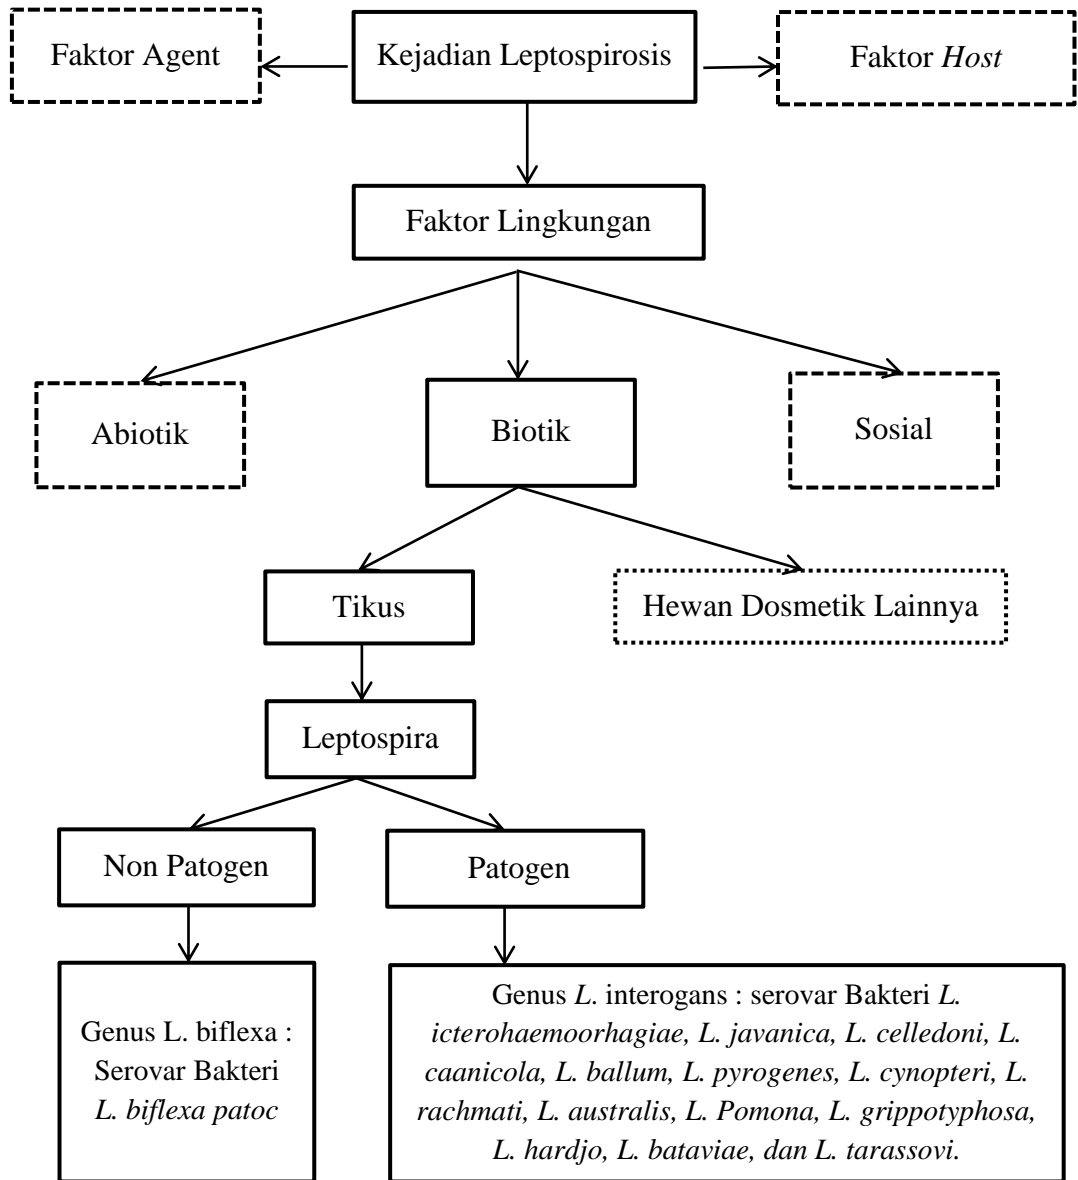 Faktor Agent
Kejadian Leptospirosis
Faktor Host
Faktor Lingkungan
Abiotik
Biotik
Sosial
Tikus
Hewan Dosmetik Lainnya
Leptospira
Non Patogen
Patogen
Genus L. biflexa :
Serovar Bakteri
L. biflexa patoc
Genus L. interogans : serovar Bakteri L.
icterohaemoorhagiae, L. javanica, L. celledoni, L.
caanicola, L. ballum, L. pyrogenes, L. cynopteri, L.
rachmati, L. australis, L. Pomona, L. grippotyphosa,
L. hardjo, L. bataviae, dan L. tarassovi.